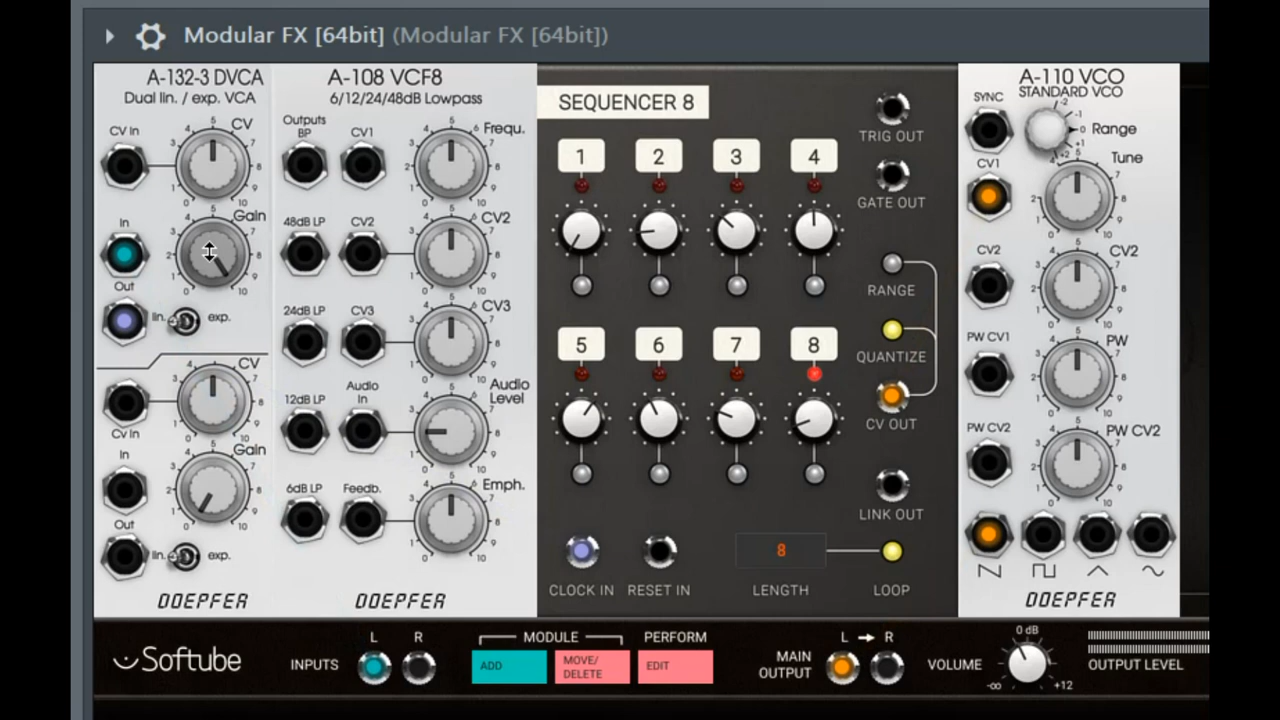 Modular FX [64bit] (Modular FX [64bit])
A-132-3 DVCA
Dual lin. / exp. VCA
CV In
CV
In
Gain
Out
lin. exp.
CV
Cv In
In
Gain
Out
lin. exp.
DOEPFER
A-108 VCF8
6/12/24/48dB Lowpass
Outputs
BP
CV1
Frequ.
48dB LP
CV2
CV2
24dB LP
CV3
CV3
12dB LP
Audio
In
Audio
Level
6dB LP
Feedb.
Emph.
DOEPFER
SEQUENCER 8
1 2 3 4
5 6 7 8
TRIG OUT
GATE OUT
RANGE
QUANTIZE
CV OUT
LINK OUT
8
CLOCK IN
RESET IN
LENGTH
LOOP
A-110 VCO
STANDARD VCO
SYNC
Range
CV1
Tune
CV2
CV2
PW CV1
PW
PW CV2
PW CV2
DOEPFER
Softube
INPUTS
L R
MODULE
ADD
MOVE/
DELETE
PERFORM
EDIT
MAIN
OUTPUT
L → R
VOLUME
0 dB
-∞ +12
OUTPUT LEVEL